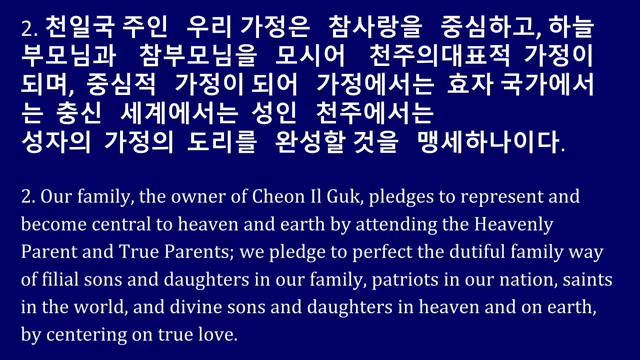 2. 천일국 주인 우리 가정은 참사랑을 중심하고, 하늘
부모님과 참부모님을 모시어 천주의대표적 가정이
되며, 중심적 가정이 되어 가정에서는 효자 국가에서
는 충신 세계에서는 성인 천주에서는
성자의 가정의 도리를 완성할 것을 맹세하나이다.
2. Our family, the owner of Cheon Il Guk, pledges to represent and
become central to heaven and earth by attending the Heavenly
Parent and True Parents; we pledge to perfect the dutiful family way
of filial sons and daughters in our family, patriots in our nation, saints
in the world, and divine sons and daughters in heaven and on earth,
by centering on true love.